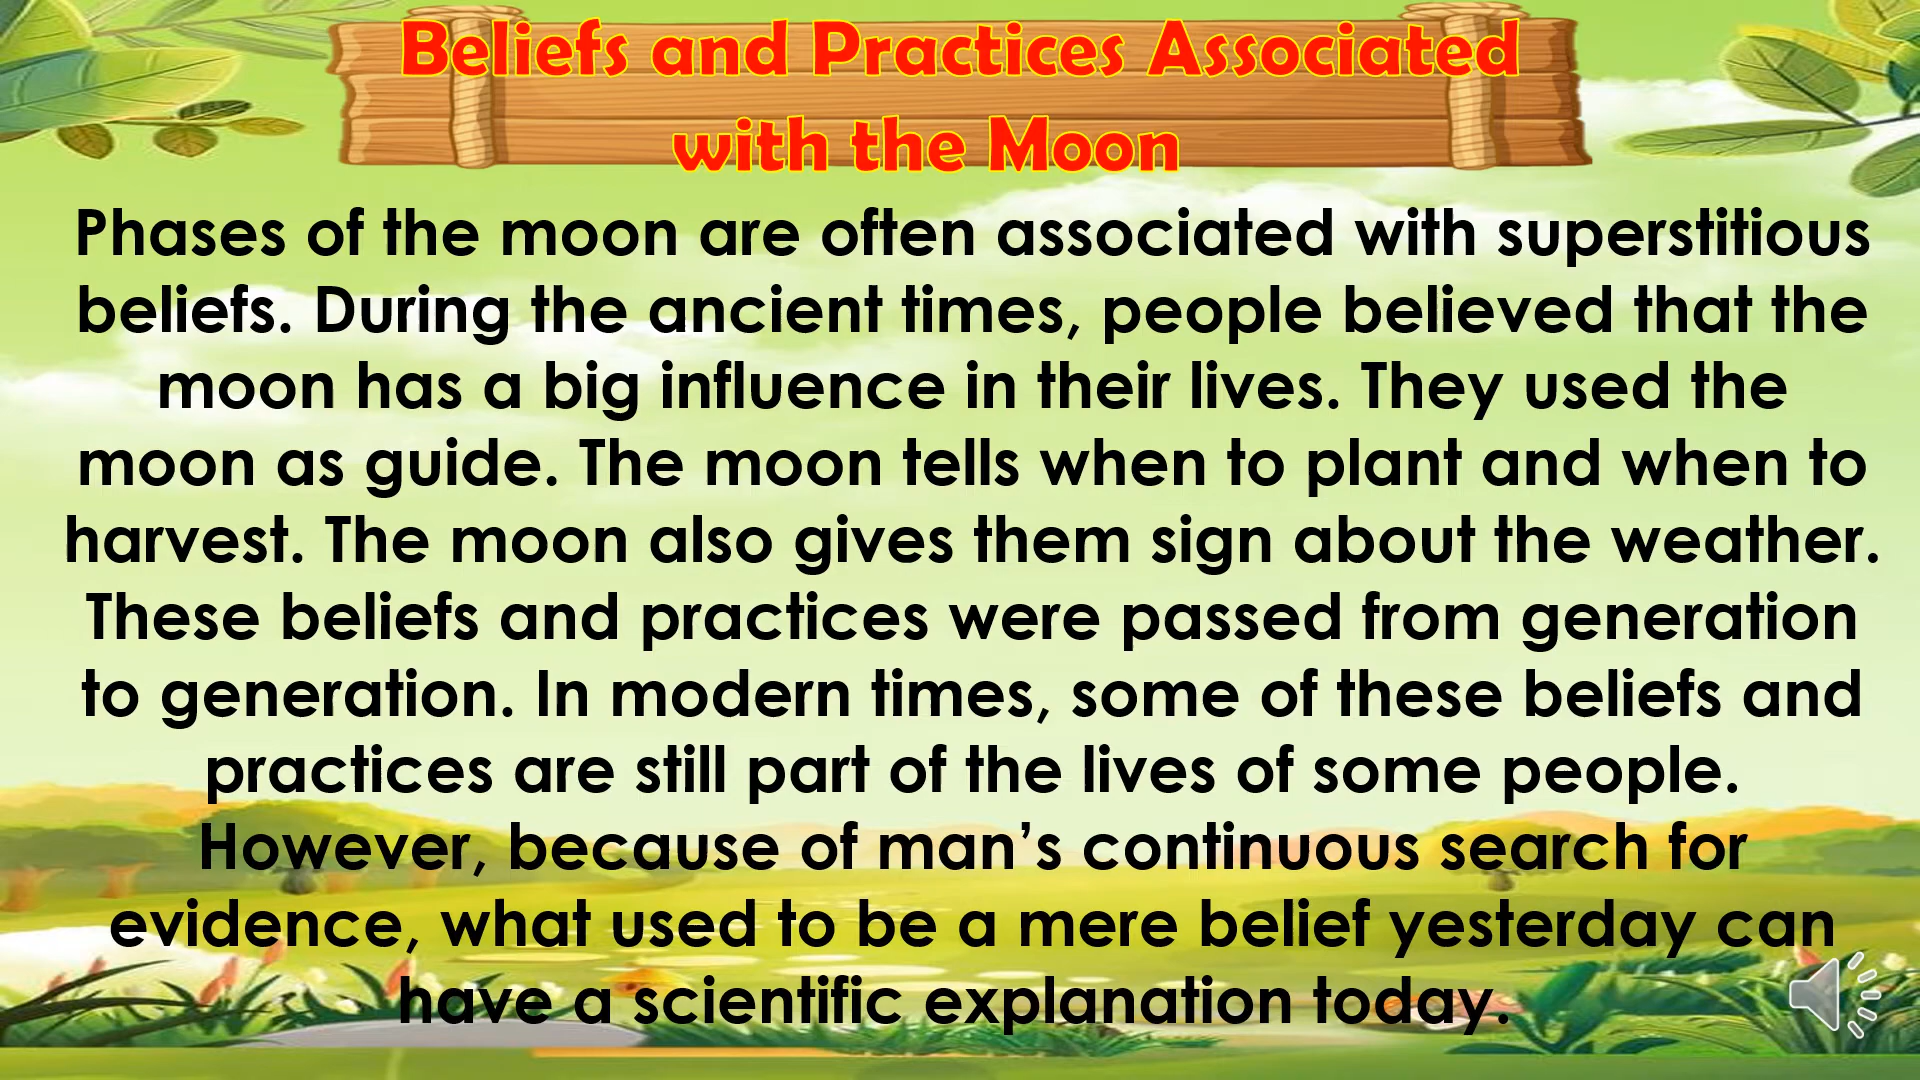 Beliefs and Practices Associated
with the Moon
Phases of the moon are often associated with superstitious
beliefs. During the ancient times, people believed that the
moon has a big influence in their lives. They used the
moon as guide. The moon tells when to plant and when to
harvest. The moon also gives them sign about the weather.
These beliefs and practices were passed from generation
to generation. In modern times, some of these beliefs and
practices are still part of the lives of some people.
However, because of man’s continuous search for
evidence, what used to be a mere belief yesterday can
have a scientific explanation today.